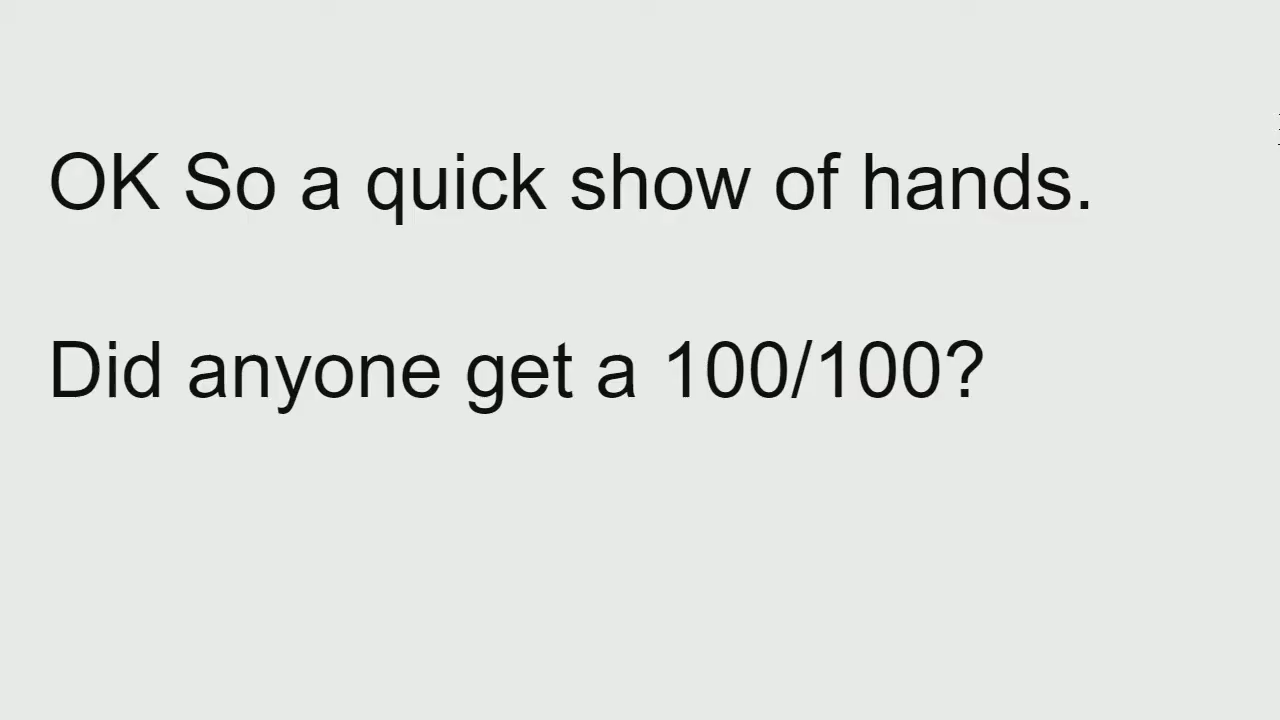 OK So a quick show of hands.
Did anyone get a 100/100?